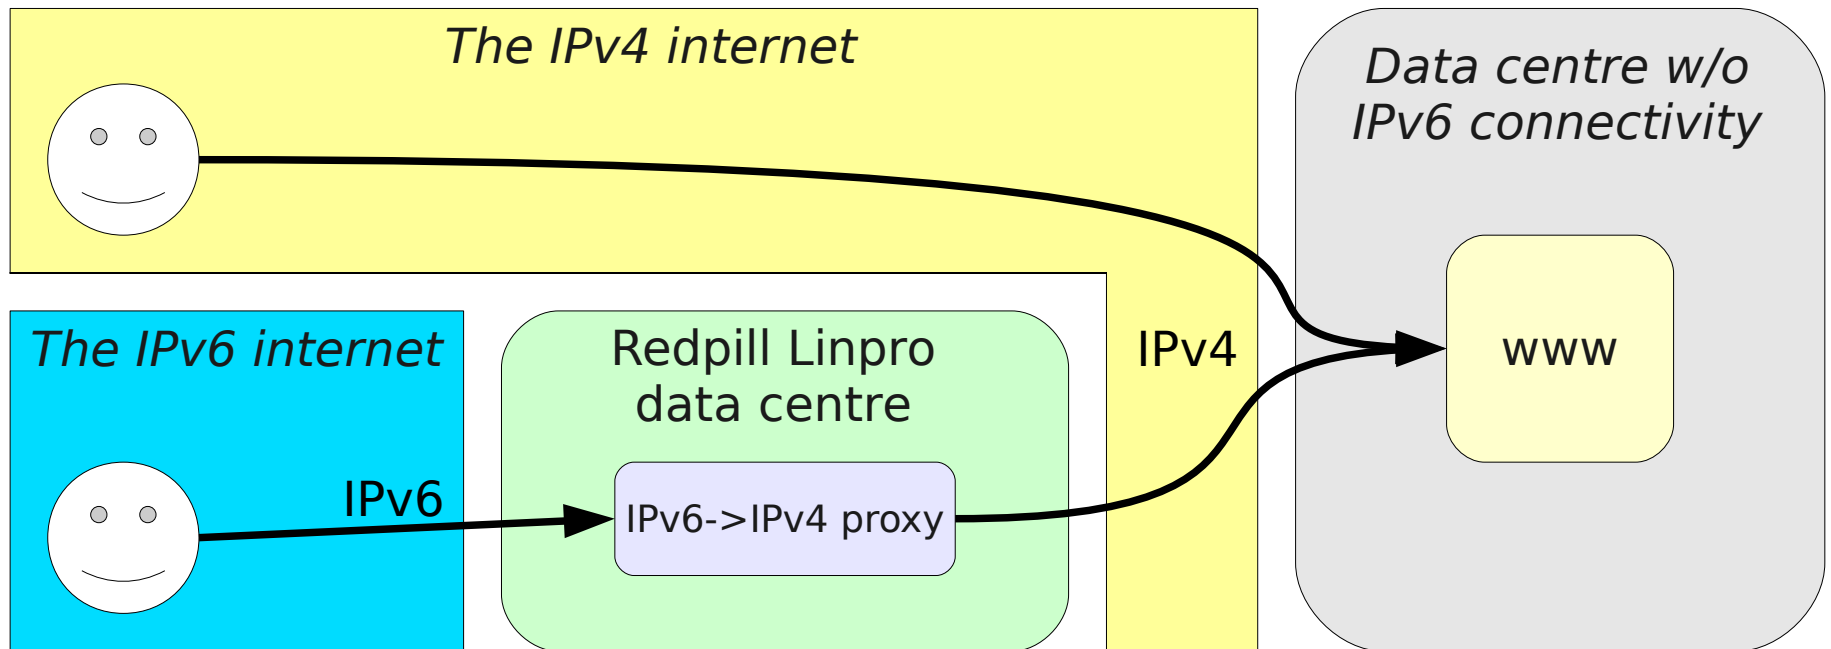 The IPv4 internet
Data centre w/o
IPv6 connectivity
The IPv6 internet
Redpill Linpro
data centre
IPv4
www
IPv6
IPv6->IPv4 proxy